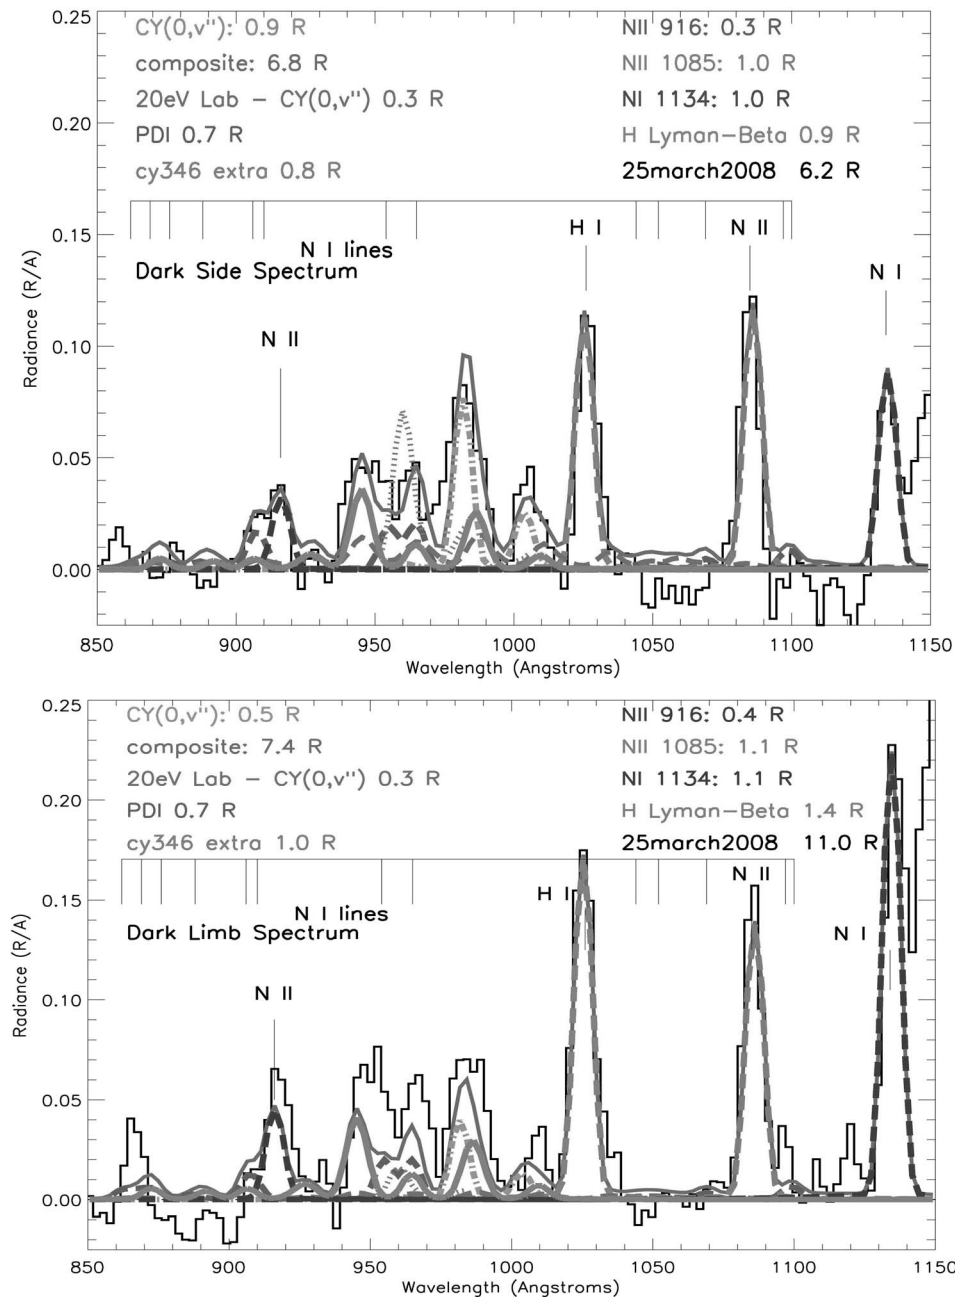 0.25
0.20
0.15
0.10
0.05
0.00
Radiance (R/A)
CY(0,v''): 0.9 R
composite: 6.8 R
20eV Lab - CY(0,v'') 0.3 R
PDI 0.7 R
cy346 extra 0.8 R
NII 916: 0.3 R
NII 1085: 1.0 R
NI 1134: 1.0 R
H Lyman-Beta 0.9 R
25march2008 6.2 R
N I lines
Dark Side Spectrum
N II
H I
N II
N I
850 900 950 1000 1050 1100 1150
Wavelength (Angstroms)
0.25
0.20
0.15
0.10
0.05
0.00
Radiance (R/A)
CY(0,v''): 0.5 R
composite: 7.4 R
20eV Lab - CY(0,v'') 0.3 R
PDI 0.7 R
cy346 extra 1.0 R
NII 916: 0.4 R
NII 1085: 1.1 R
NI 1134: 1.1 R
H Lyman-Beta 1.4 R
25march2008 11.0 R
N I lines
Dark Limb Spectrum
N II
H I
N II
N I
850 900 950 1000 1050 1100 1150
Wavelength (Angstroms)